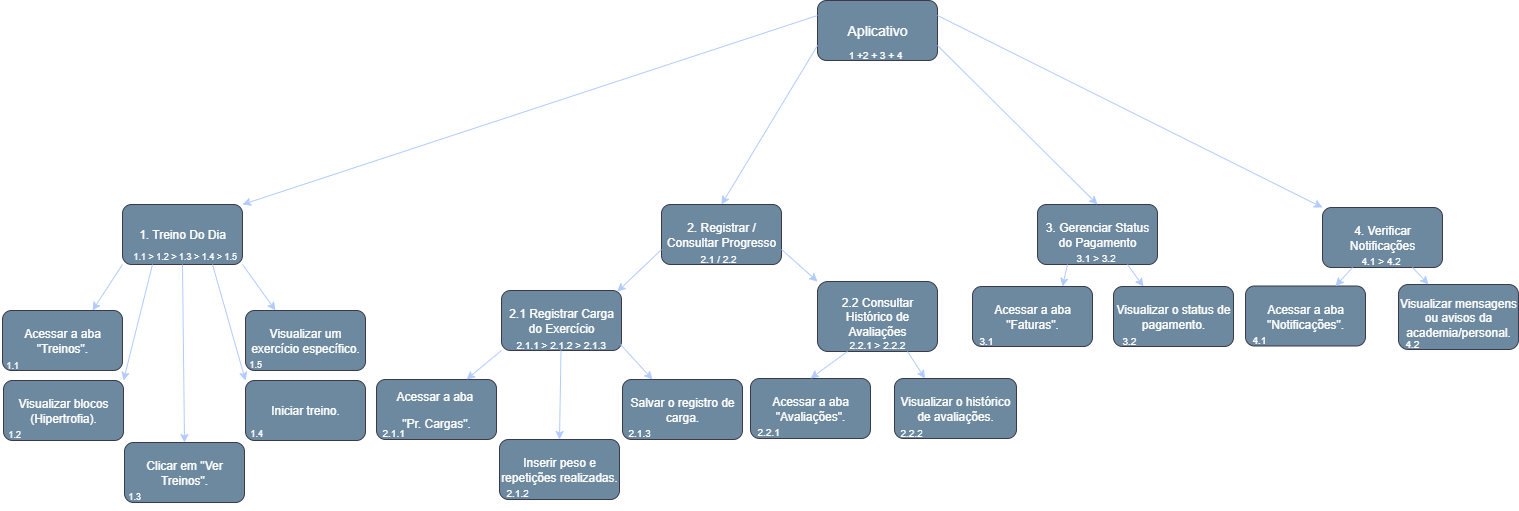 Aplicativo
1 +2 + 3 + 4
1. Treino Do Dia
1.1 > 1.2 > 1.3 > 1.4 > 1.5
2. Registrar /
Consultar Progresso
2.1 / 2.2
3. Gerenciar Status
do Pagamento
3.1 > 3.2
4. Verificar
Notificações
4.1 > 4.2
Acessar a aba
"Treinos".
1.1
Visualizar um
exercício específico.
1.5
Visualizar blocos
(Hipertrofia).
1.2
Iniciar treino.
1.4
Clicar em "Ver
Treinos".
1.3
2.1 Registrar Carga
do Exercício
2.1.1 > 2.1.2 > 2.1.3
2.2 Consultar
Histórico de
Avaliações
2.2.1 > 2.2.2
Acessar a aba
"Pr. Cargas".
2.1.1
Inserir peso e
repetições realizadas.
2.1.2
Salvar o registro de
carga.
2.1.3
Acessar a aba
"Avaliações".
2.2.1
Visualizar o histórico
de avaliações.
2.2.2
Acessar a aba
"Faturas".
3.1
Visualizar o status de
pagamento.
3.2
Acessar a aba
"Notificações".
4.1
Visualizar mensagens
ou avisos da
academia/personal.
4.2